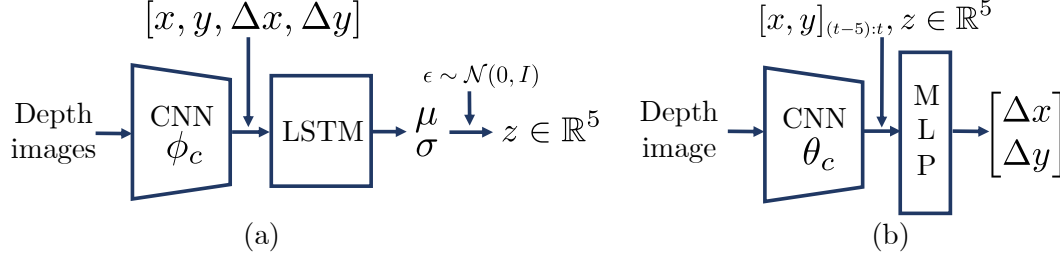 [x, y, Δx, Δy]
ϵ ∼ 𝒩(0, I)
Depth
images
CNN
ϕ_c
LSTM
μ
σ
z ∈ ℝ^5
(a)
[x, y]_{(t−5):t}, z ∈ ℝ^5
Depth
image
CNN
θ_c
M
L
P
[Δx
Δy]
(b)